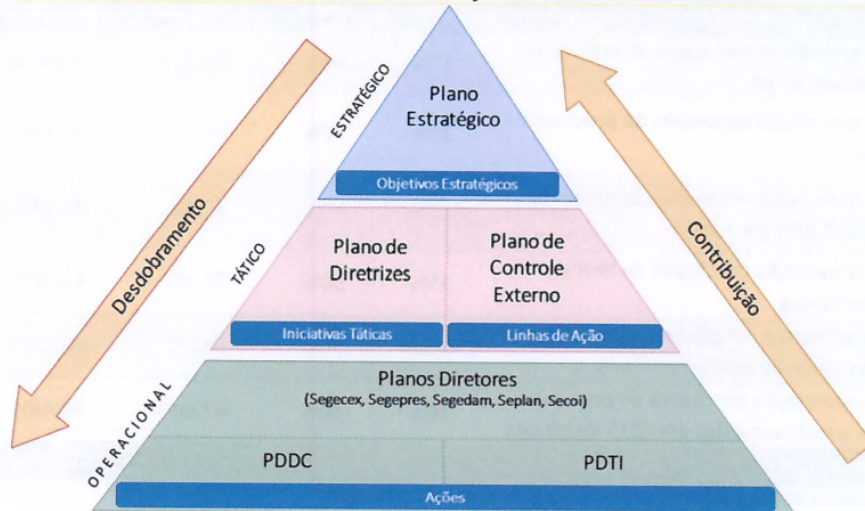 ESTRATÉGICO
Plano
Estratégico
Objetivos Estratégicos
Desdobramento
Contribuição
TÁTICO
Plano de
Diretrizes
Iniciativas Táticas
Plano de
Controle
Externo
Linhas de Ação
OPERACIONAL
Planos Diretores
(Segecex, Segepres, Segedam, Seplan, Secoi)
PDDC
PDTI
Ações